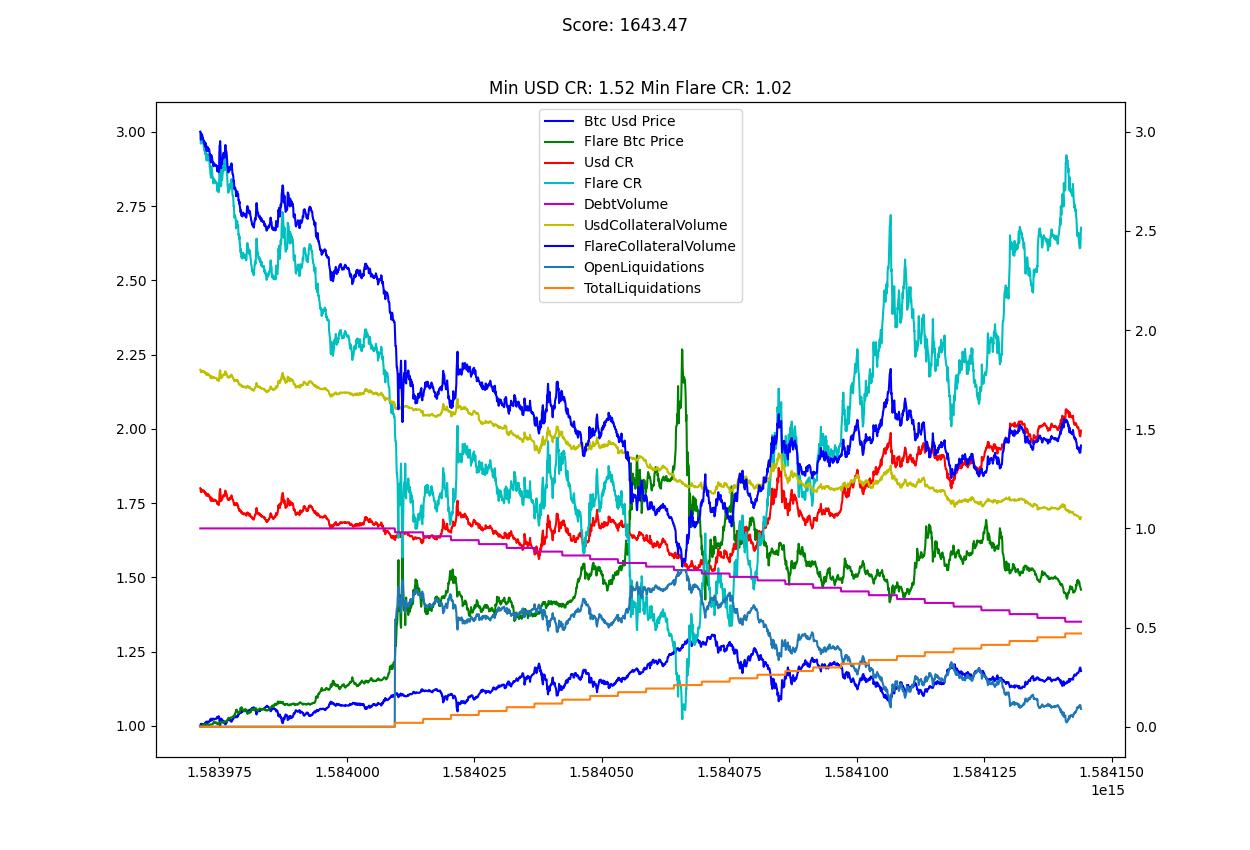 Score: 1643.47
Min USD CR: 1.52 Min Flare CR: 1.02
Btc Usd Price
Flare Btc Price
Usd CR
Flare CR
DebtVolume
UsdCollateralVolume
FlareCollateralVolume
OpenLiquidations
TotalLiquidations
3.00
2.75
2.50
2.25
2.00
1.75
1.50
1.25
1.00
3.0
2.5
2.0
1.5
1.0
0.5
0.0
1.583975
1.584000
1.584025
1.584050
1.584075
1.584100
1.584125
1.584150
1e15